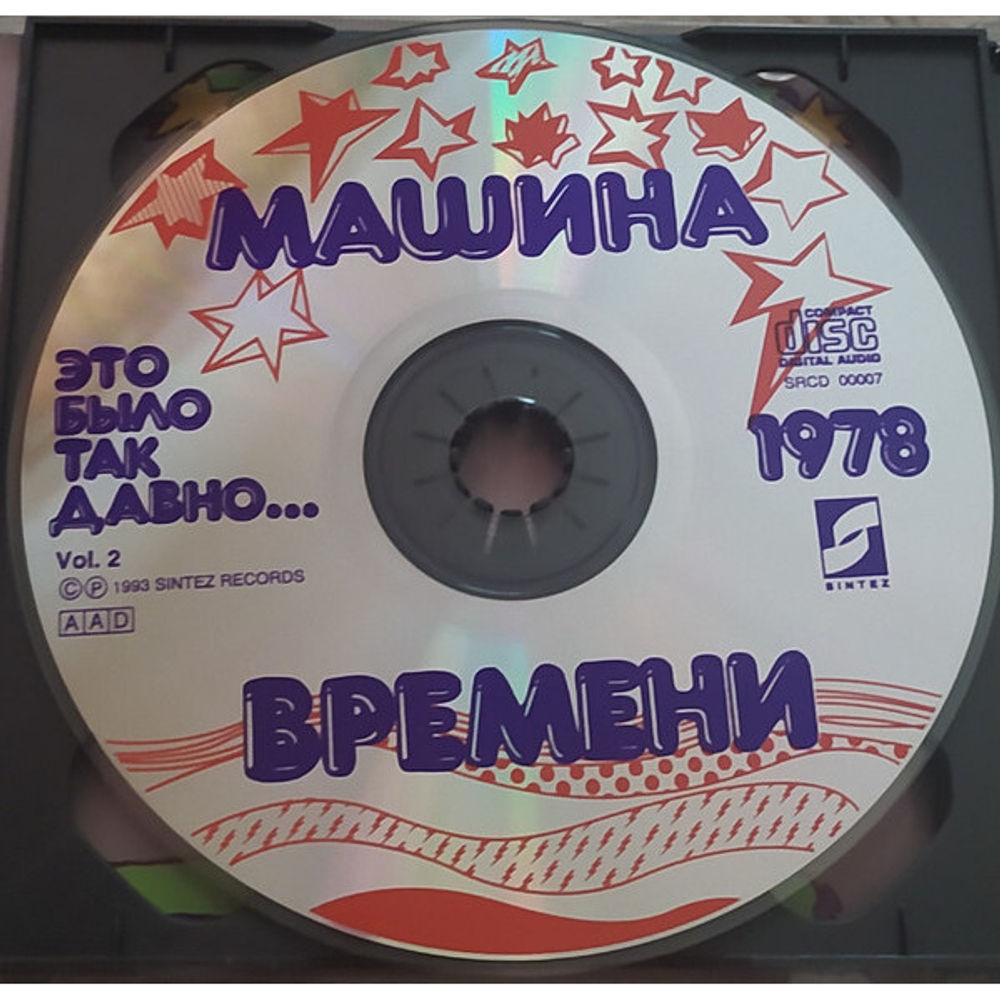 МАШИНА
COMPACT
disc
DIGITAL AUDIO
SRCD 00007
ЭТО
БЫЛО
ТАК
ДАВНО...
1978
Vol. 2
©℗ 1993 SINTEZ RECORDS
AAD
SINTEZ
ВРЕМЕНИ